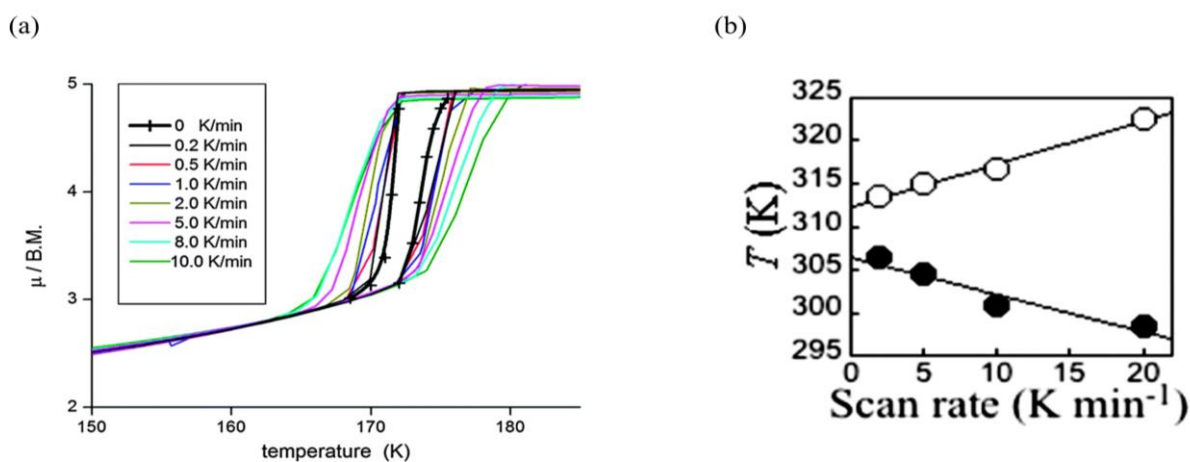 (a)
(b)
5
4
3
2
μ / B.M.
0 K/min
0.2 K/min
0.5 K/min
1.0 K/min
2.0 K/min
5.0 K/min
8.0 K/min
10.0 K/min
150
160
170
180
temperature (K)
325
320
315
310
305
300
295
T (K)
0
5
10
15
20
Scan rate (K min⁻¹)